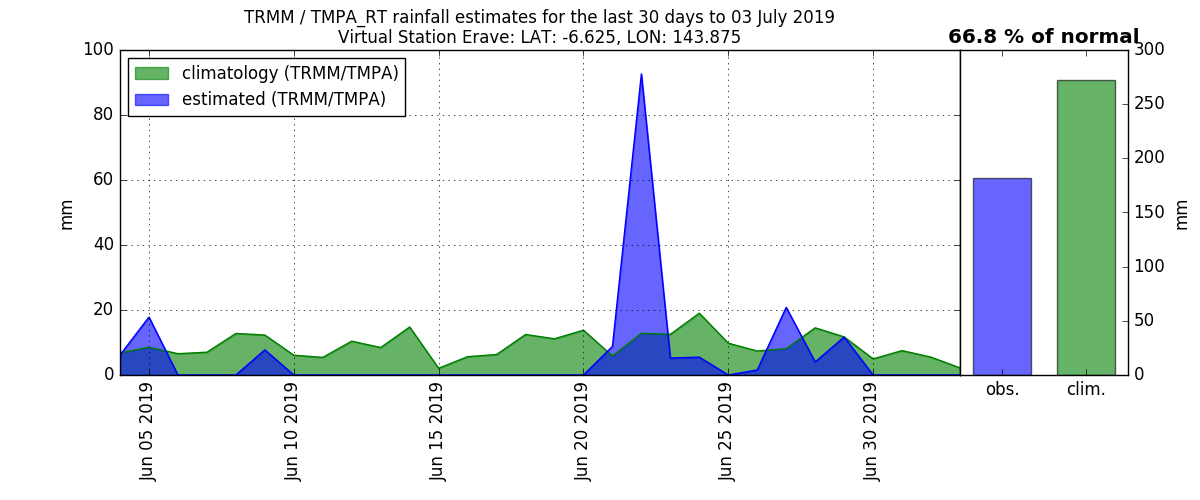 TRMM / TMPA_RT rainfall estimates for the last 30 days to 03 July 2019
Virtual Station Erave: LAT: -6.625, LON: 143.875
66.8 % of normal
climatology (TRMM/TMPA)
estimated (TRMM/TMPA)
100
80
60
40
20
0
mm
Jun 05 2019
Jun 10 2019
Jun 15 2019
Jun 20 2019
Jun 25 2019
Jun 30 2019
300
250
200
150
100
50
0
mm
obs.
clim.